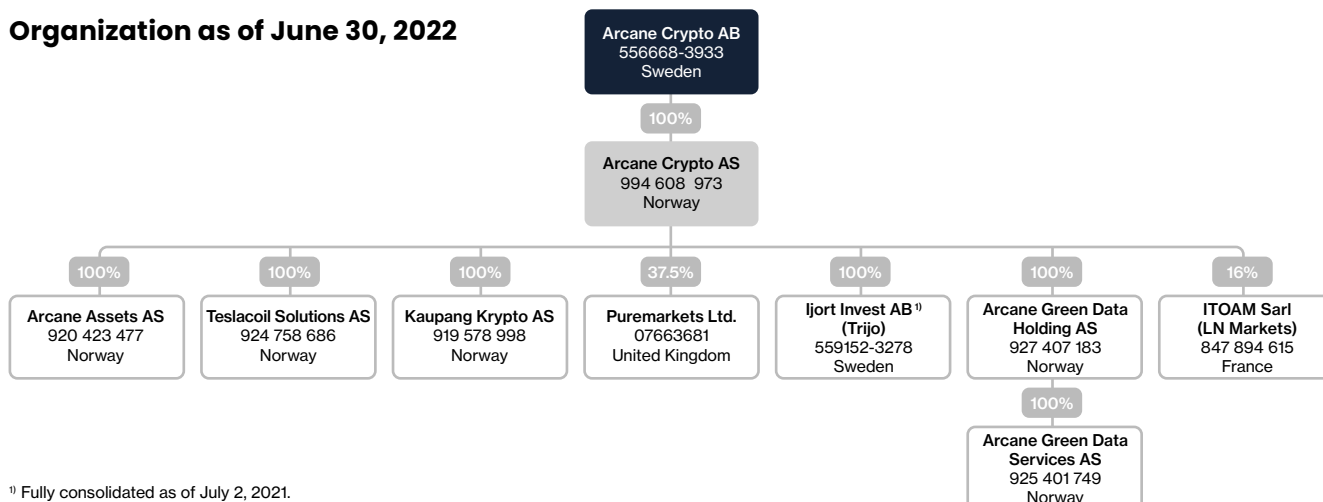 Organization as of June 30, 2022
Arcane Crypto AB
556668-3933
Sweden
100%
Arcane Crypto AS
994 608 973
Norway
100%
100%
100%
37.5%
100%
100%
16%
Arcane Assets AS
920 423 477
Norway
Teslacoil Solutions AS
924 758 686
Norway
Kaupang Krypto AS
919 578 998
Norway
Puremarkets Ltd.
07663681
United Kingdom
Ijort Invest AB ¹⁾
(Trijo)
559152-3278
Sweden
Arcane Green Data
Holding AS
927 407 183
Norway
ITOAM Sarl
(LN Markets)
847 894 615
France
100%
Arcane Green Data
Services AS
925 401 749
Norway
¹⁾ Fully consolidated as of July 2, 2021.